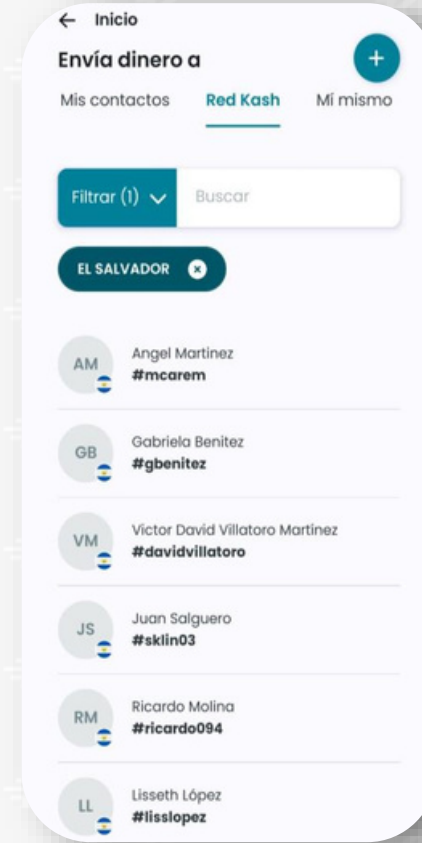 ← Inicio
Envía dinero a
+
Mis contactos Red Kash Mí mismo
Filtrar (1) Buscar
EL SALVADOR
AM Angel Martinez
#mcarem
GB Gabriela Benitez
#gbenitez
VM Victor David Villatoro Martinez
#davidvillatoro
JS Juan Salguero
#sklin03
RM Ricardo Molina
#ricardo094
LL Lisseth López
#lisslopez